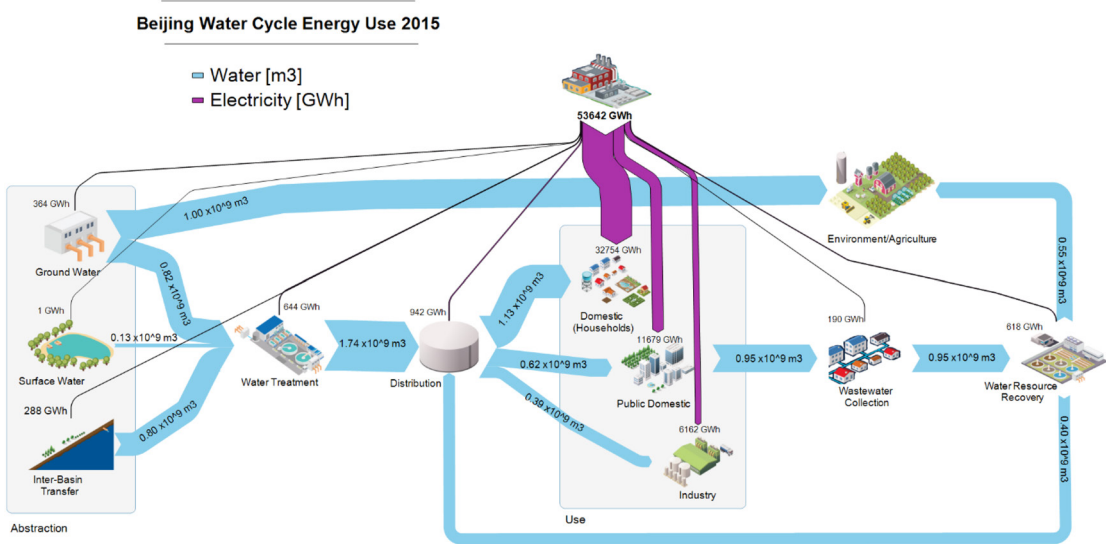 Beijing Water Cycle Energy Use 2015
Water [m3]
Electricity [GWh]
53642 GWh
364 GWh
Ground Water
1.00 x10^9 m3
0.82 x10^9 m3
1 GWh
Surface Water
0.13 x10^9 m3
288 GWh
Inter-Basin
Transfer
0.80 x10^9 m3
Abstraction
644 GWh
Water Treatment
1.74 x10^9 m3
942 GWh
Distribution
1.13 x10^9 m3
0.62 x10^9 m3
0.39 x10^9 m3
32754 GWh
Domestic
(Households)
11679 GWh
Public Domestic
6162 GWh
Industry
Use
0.95 x10^9 m3
190 GWh
Wastewater
Collection
0.95 x10^9 m3
618 GWh
Water Resource
Recovery
Environment/Agriculture
0.55 x10^9 m3
0.40 x10^9 m3